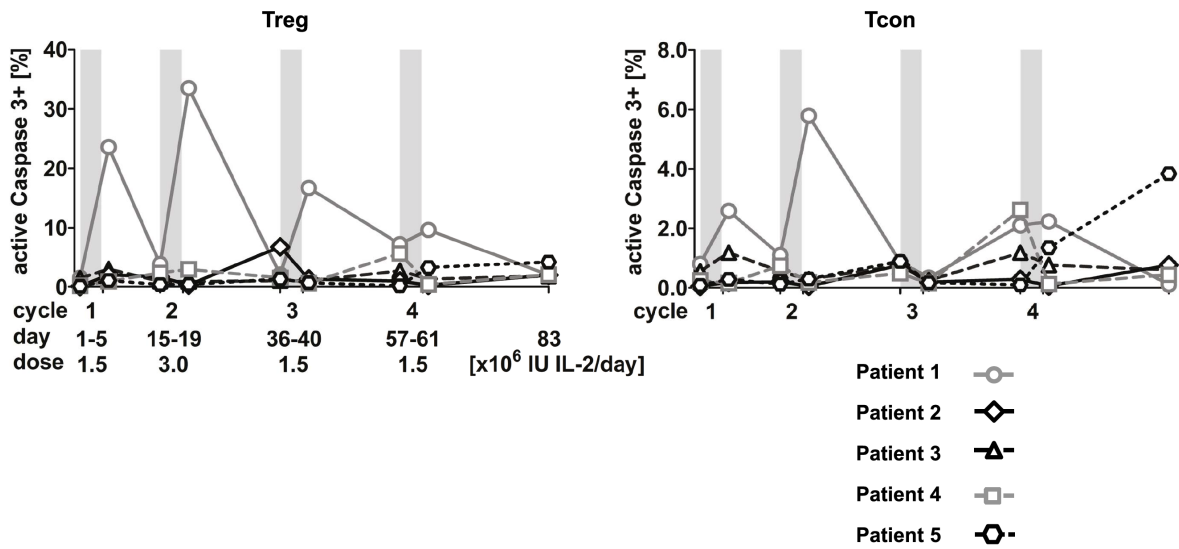 Treg
active Caspase 3+ [%]
40
30
20
10
0
cycle 1 2 3 4
day 1-5 15-19 36-40 57-61 83
dose 1.5 3.0 1.5 1.5 [x10⁶ IU IL-2/day]
Tcon
active Caspase 3+ [%]
8.0
6.0
4.0
2.0
0.0
cycle 1 2 3 4
Patient 1
Patient 2
Patient 3
Patient 4
Patient 5